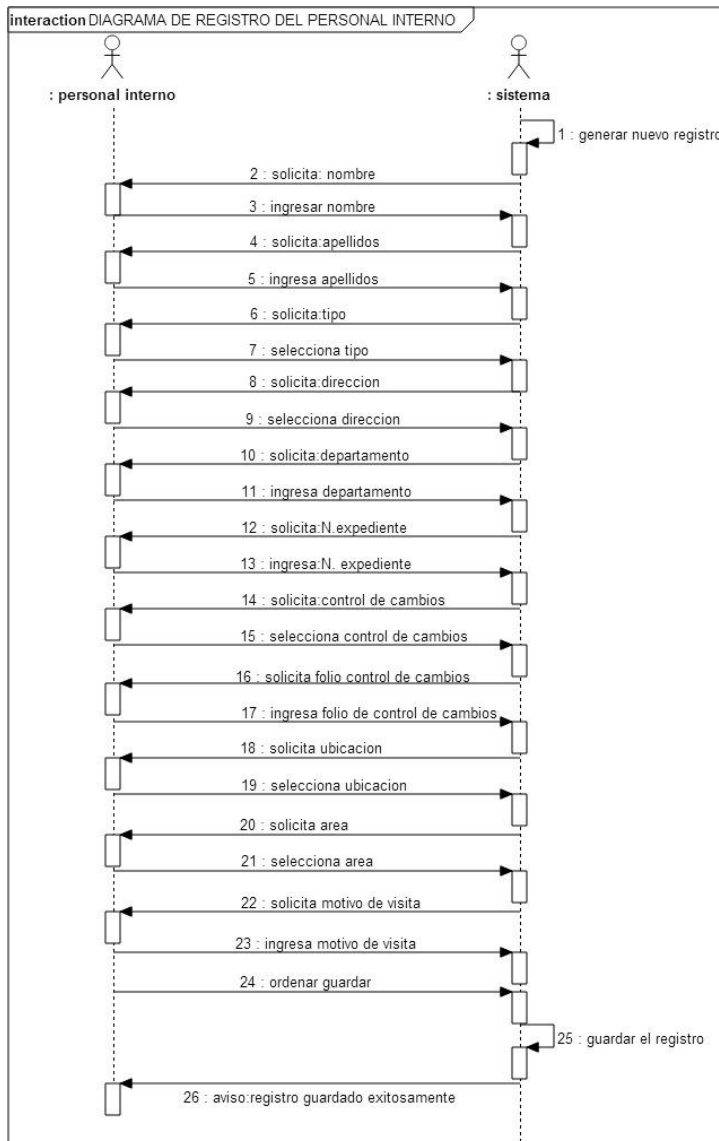 interaction DIAGRAMA DE REGISTRO DEL PERSONAL INTERNO
: personal interno
: sistema
1 : generar nuevo registro
2 : solicita: nombre
3 : ingresar nombre
4 : solicita:apellidos
5 : ingresa apellidos
6 : solicita:tipo
7 : selecciona tipo
8 : solicita:direccion
9 : selecciona direccion
10 : solicita:departamento
11 : ingresa departamento
12 : solicita:N.expediente
13 : ingresa:N. expediente
14 : solicita:control de cambios
15 : selecciona control de cambios
16 : solicita folio control de cambios
17 : ingresa folio de control de cambios
18 : solicita ubicacion
19 : selecciona ubicacion
20 : solicita area
21 : selecciona area
22 : solicita motivo de visita
23 : ingresa motivo de visita
24 : ordenar guardar
25 : guardar el registro
26 : aviso:registro guardado exitosamente